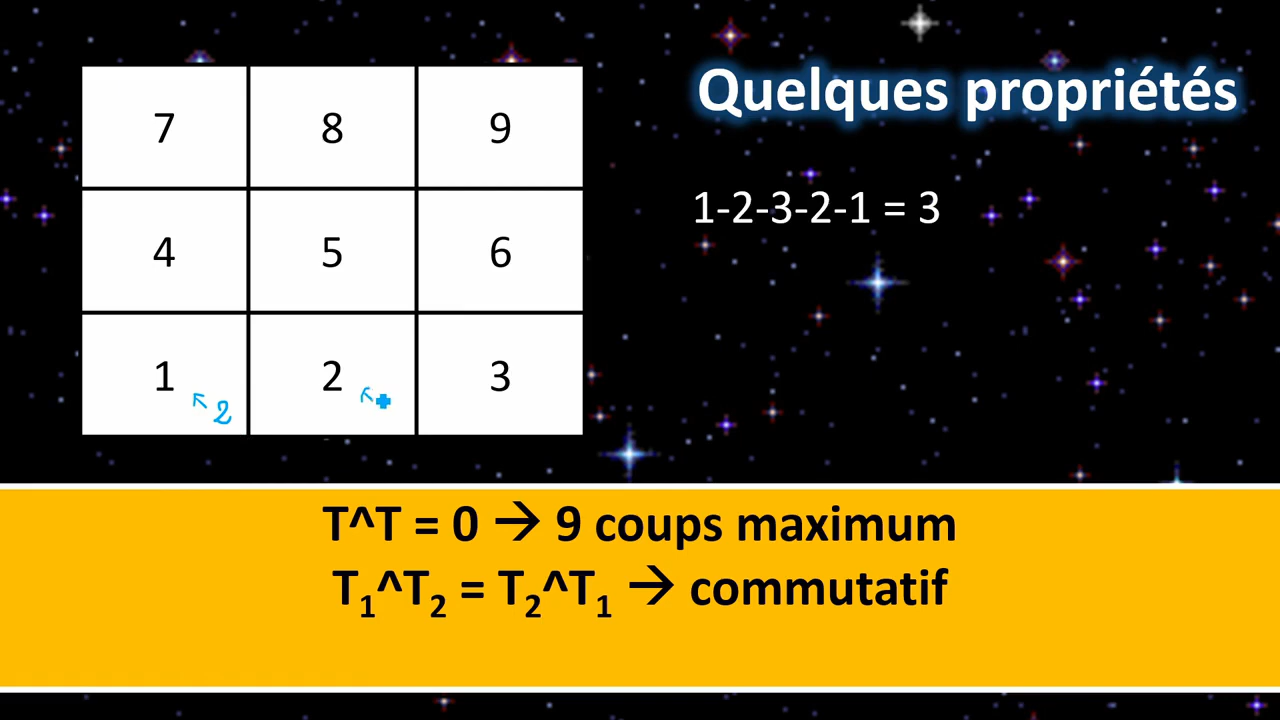 Quelques propriétés
7 8 9
4 5 6
1 2 3
2
1-2-3-2-1 = 3
T^T = 0 → 9 coups maximum
T₁^T₂ = T₂^T₁ → commutatif